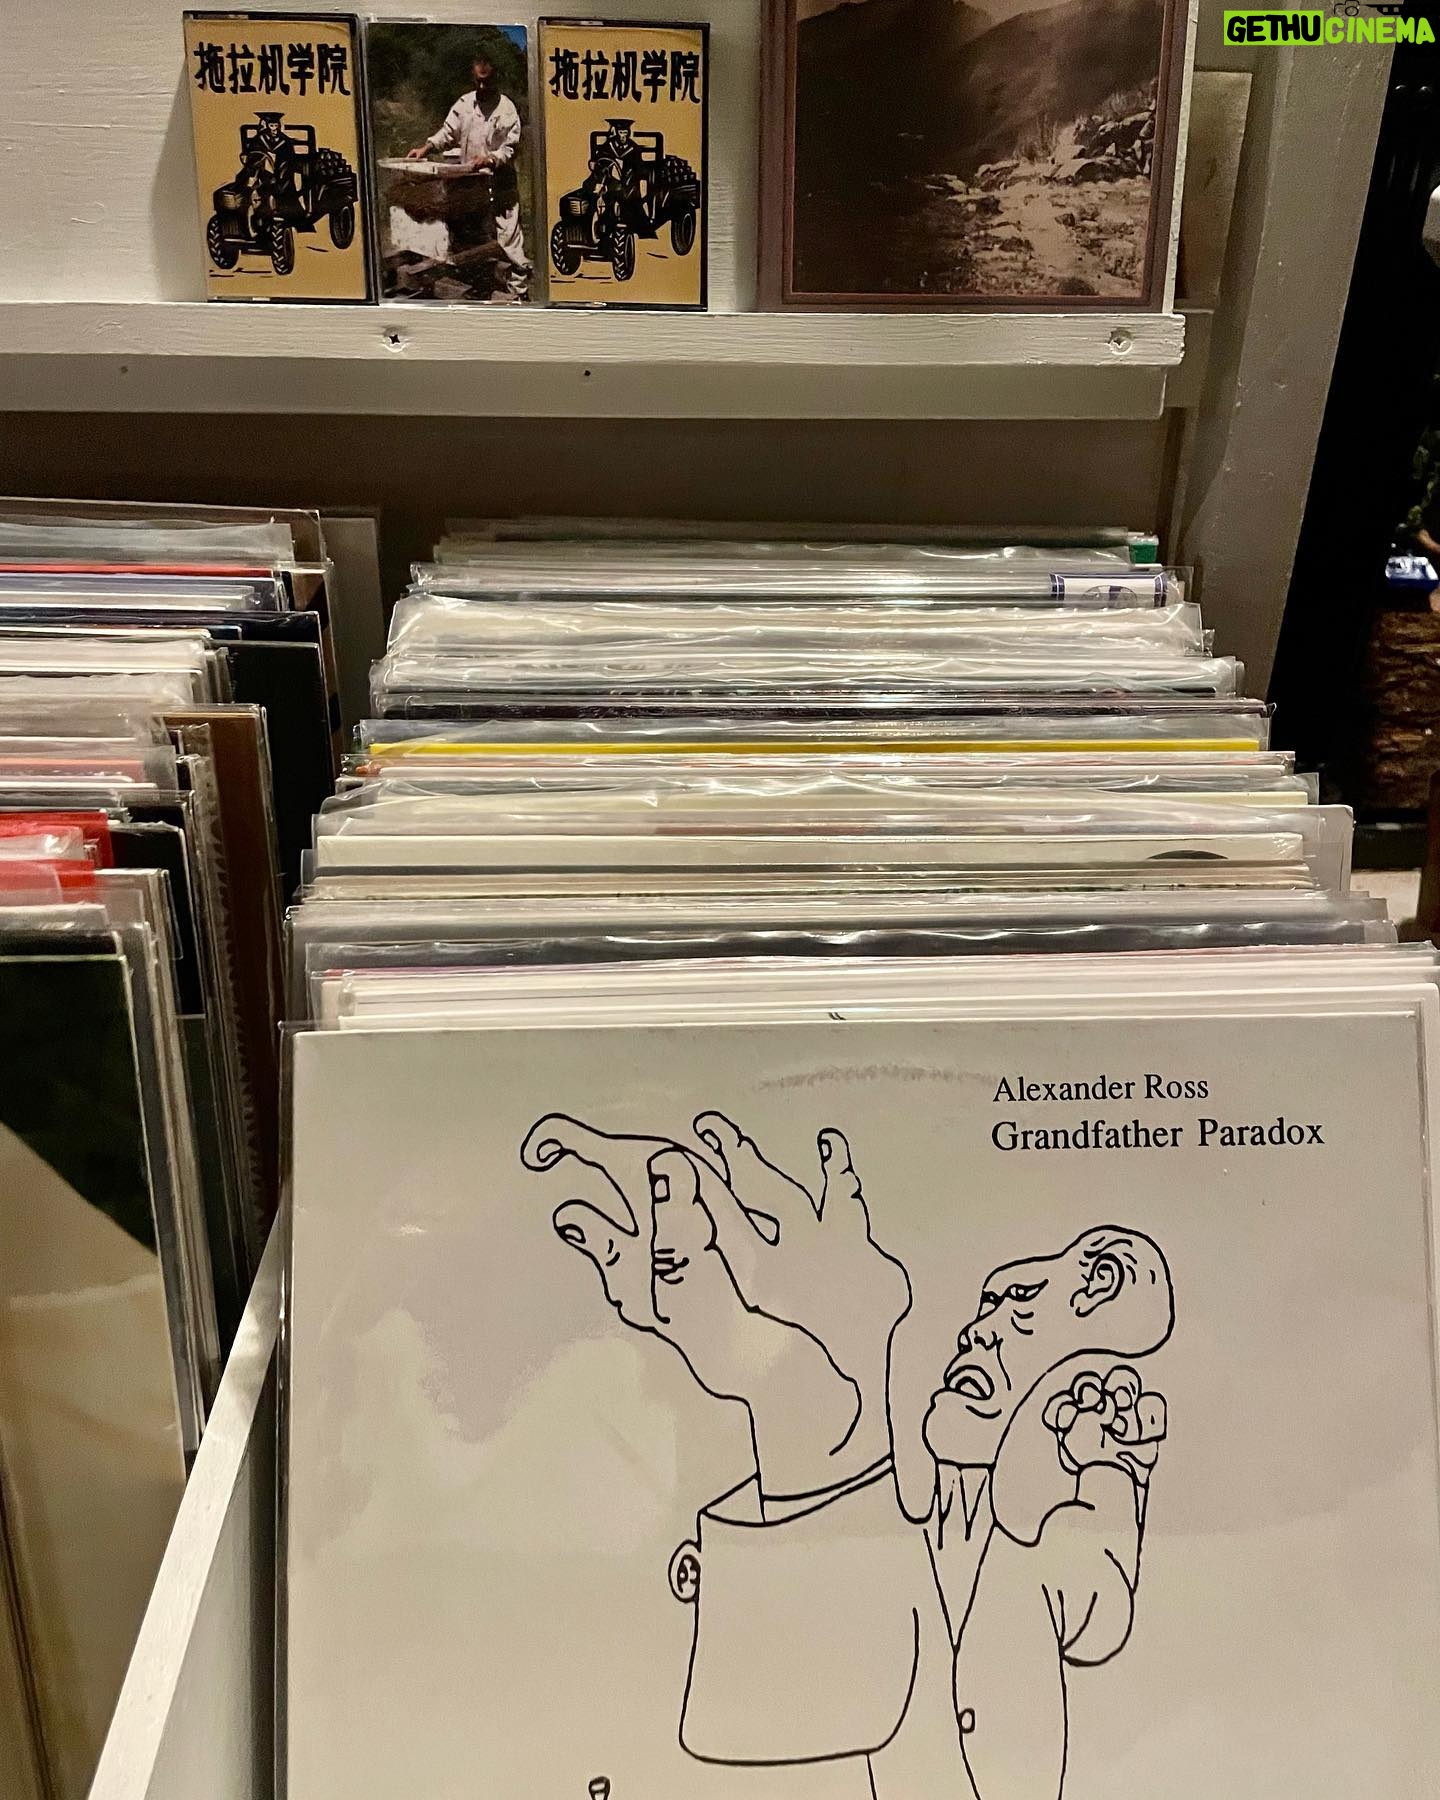 GETHUCINEMA
拖拉机学院
拖拉机学院
Alexander Ross
Grandfather Paradox